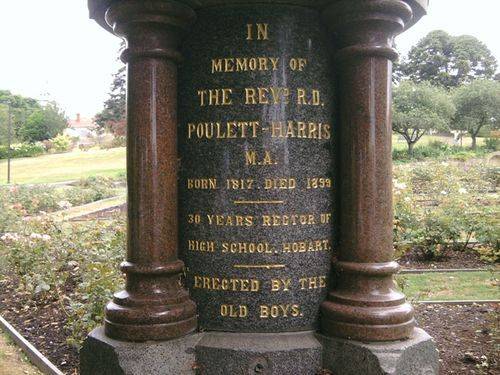 IN
MEMORY OF
THE REVD. R.D.
POULETT-HARRIS
M.A.
BORN 1817. DIED 1899
30 YEARS RECTOR OF
HIGH SCHOOL, HOBART.
ERECTED BY THE
OLD BOYS.